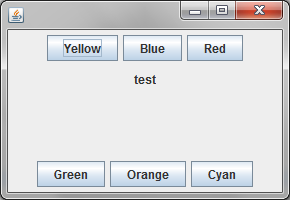 Yellow Blue Red
test
Green Orange Cyan